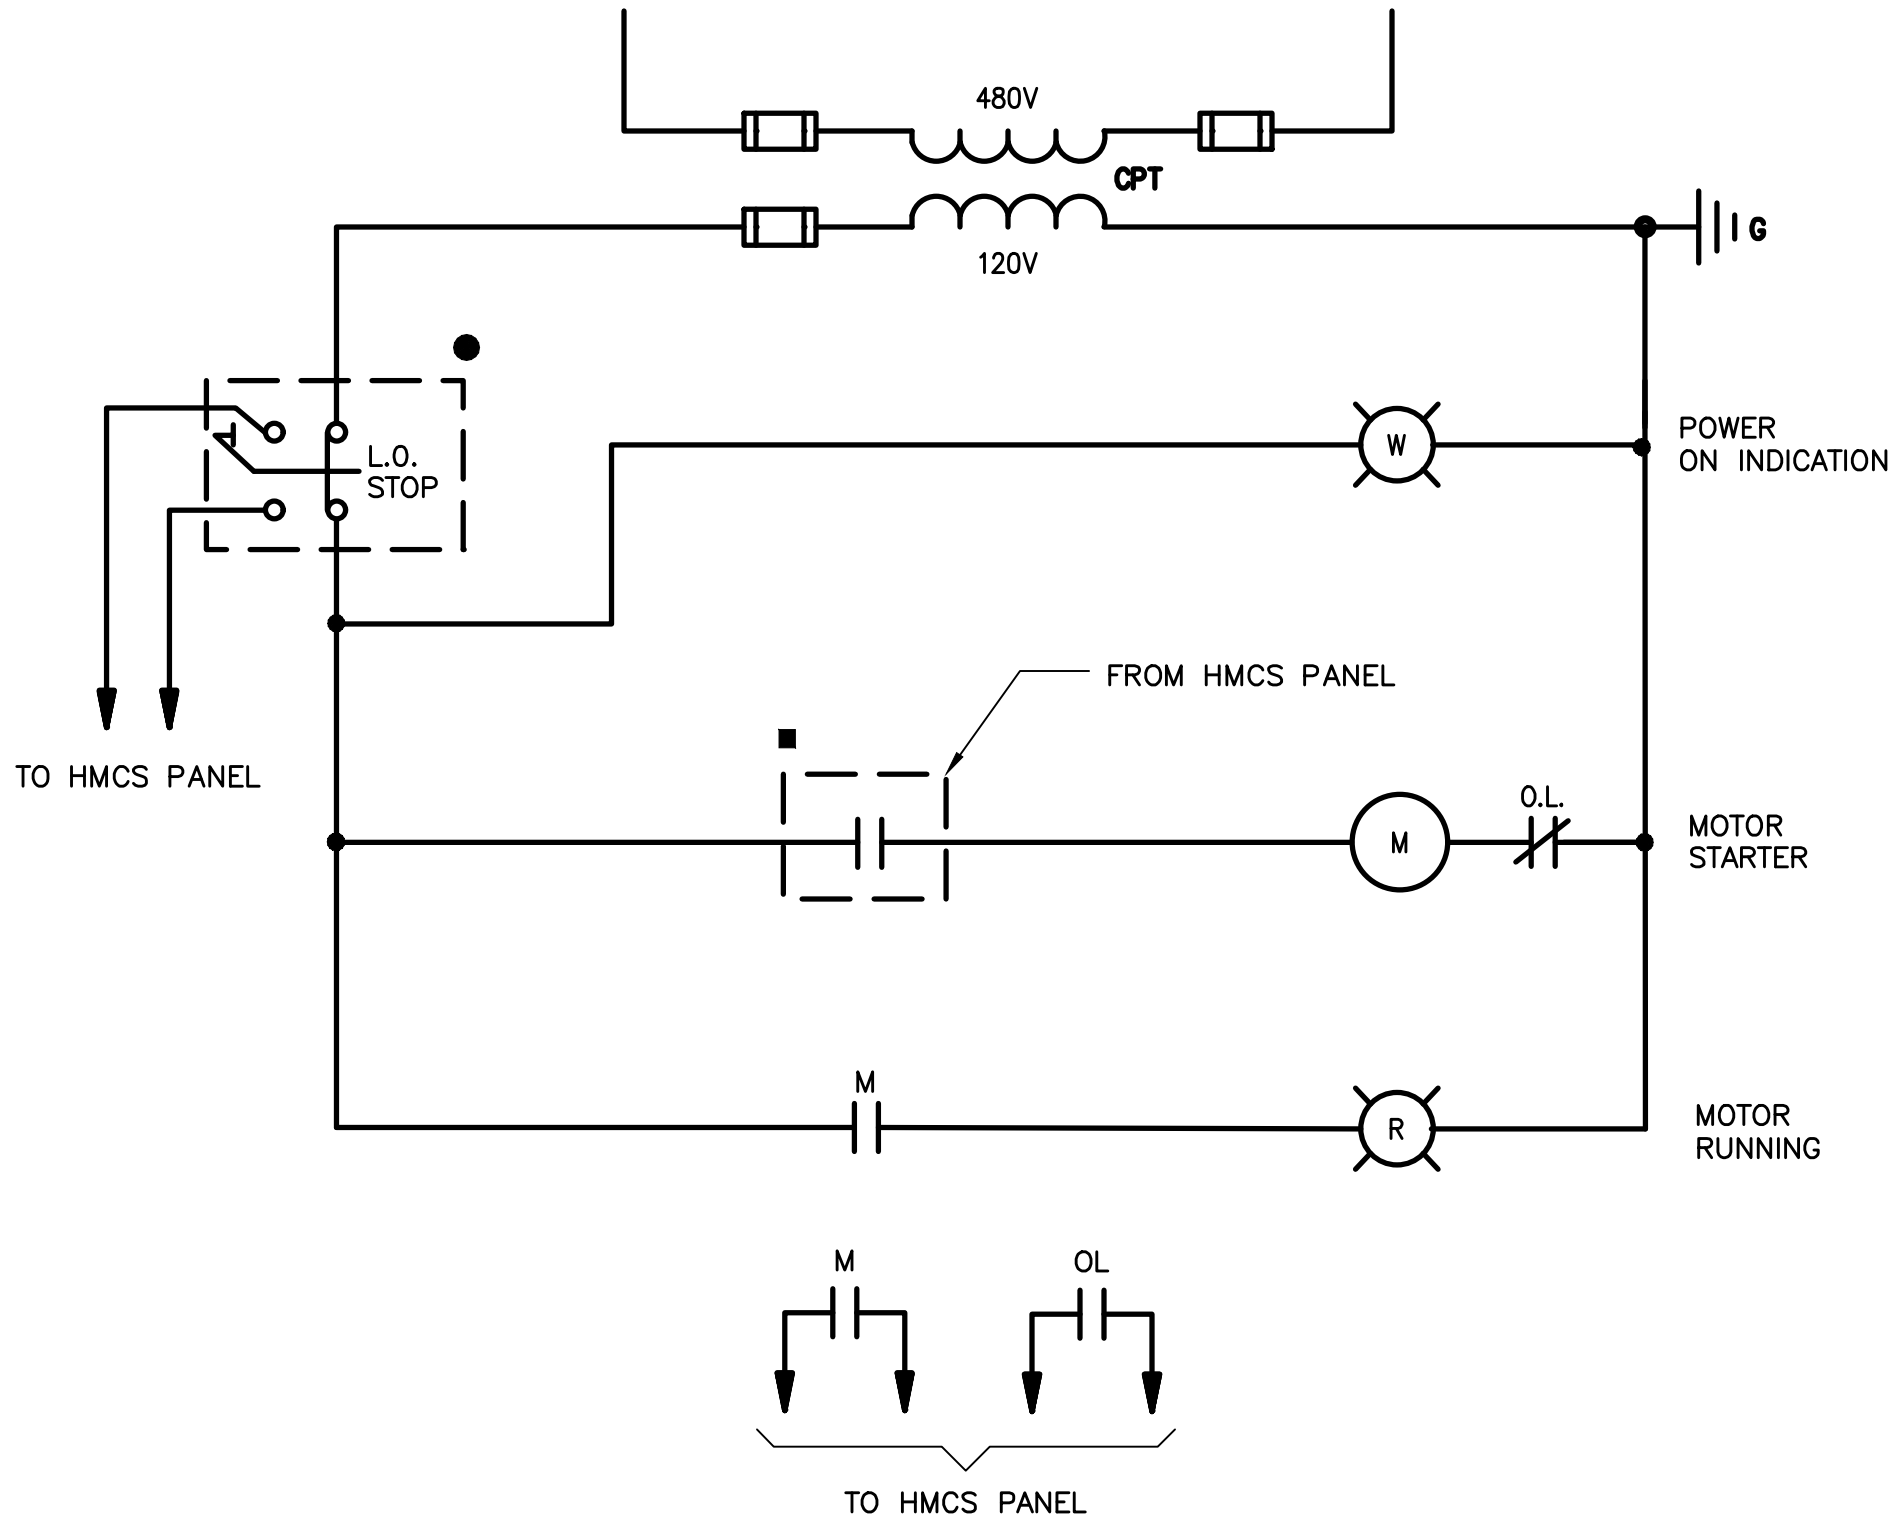 480V
CPT
120V
G
L.O.
STOP
W
POWER
ON INDICATION
FROM HMCS PANEL
TO HMCS PANEL
O.L.
M
MOTOR
STARTER
M
R
MOTOR
RUNNING
M
OL
TO HMCS PANEL